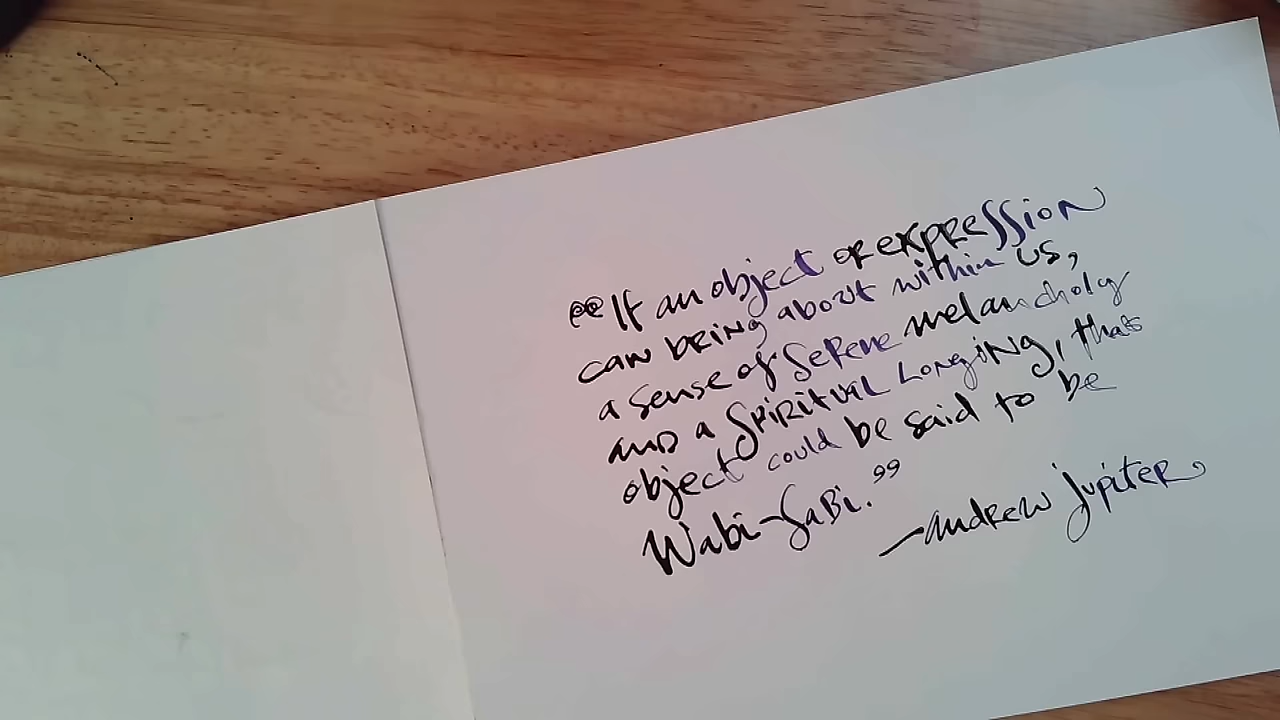 “If an object or expression
can bring about within us,
a sense of serene melancholy
and a spiritual longing, that
object could be said to be
Wabi-Sabi.”
—Andrew Jupiter